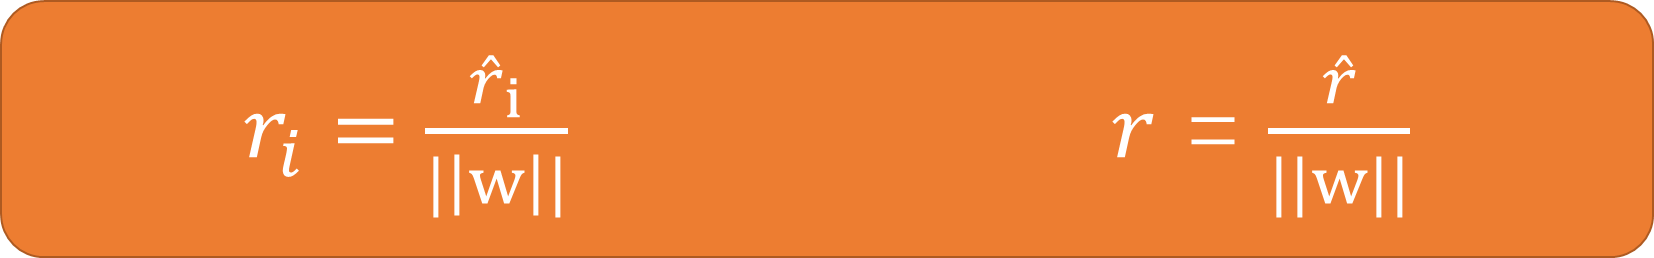 r_i = r̂_i / ||w||    r = r̂ / ||w||